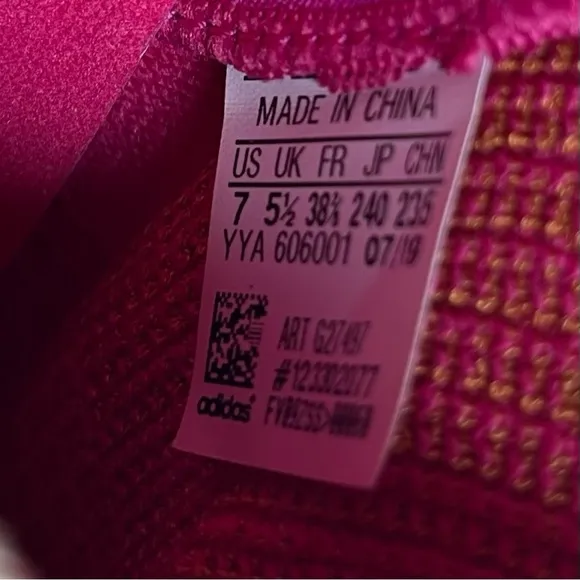 MADE IN CHINA
US UK FR JP CHN
7 5½ 38⅔ 240 235
YYA 606001 07/19
ART G27497
#123302077
adidas